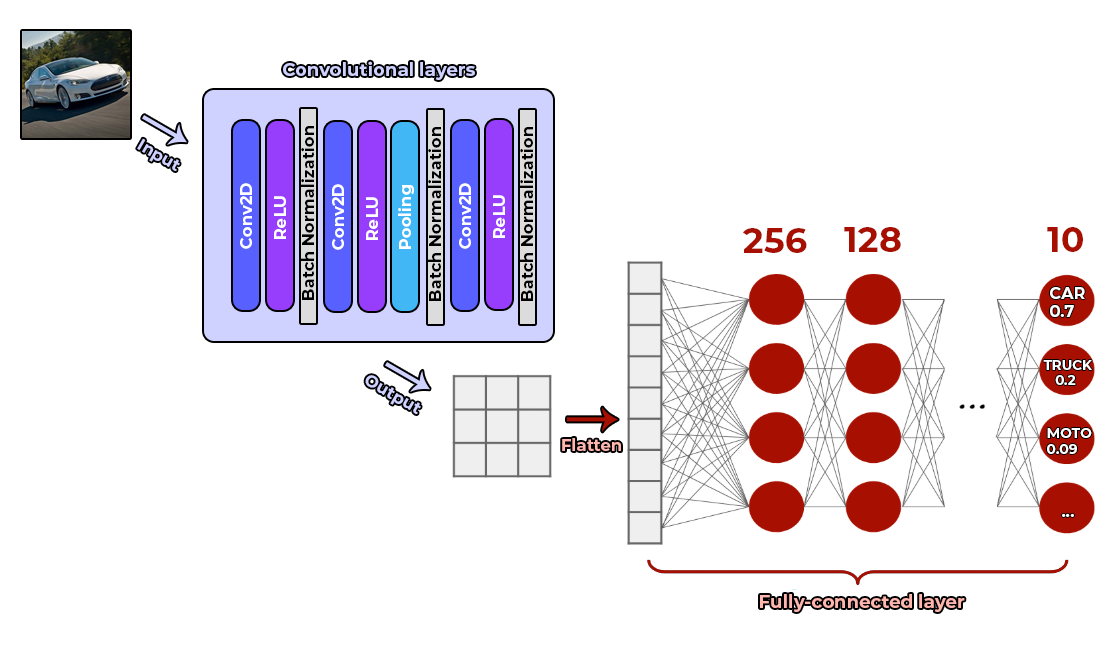 Convolutional layers
Input
Conv2D
ReLU
Batch Normalization
Conv2D
ReLU
Pooling
Batch Normalization
Conv2D
ReLU
Batch Normalization
Output
Flatten
256
128
10
CAR
0.7
TRUCK
0.2
MOTO
0.09
...
...
Fully-connected layer